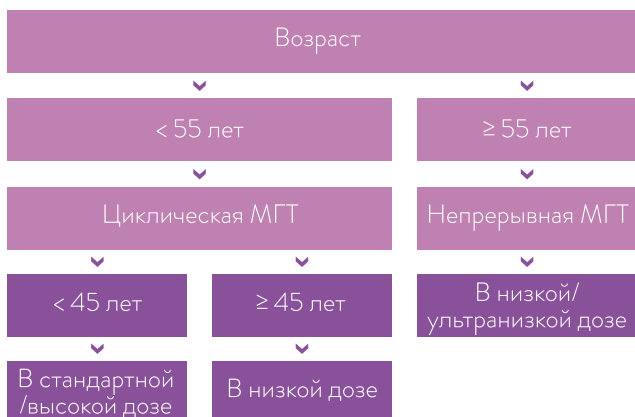 Возраст
< 55 лет
≥ 55 лет
Циклическая МГТ
Непрерывная МГТ
< 45 лет
≥ 45 лет
В низкой/
ультранизкой дозе
В стандартной
/высокой дозе
В низкой дозе